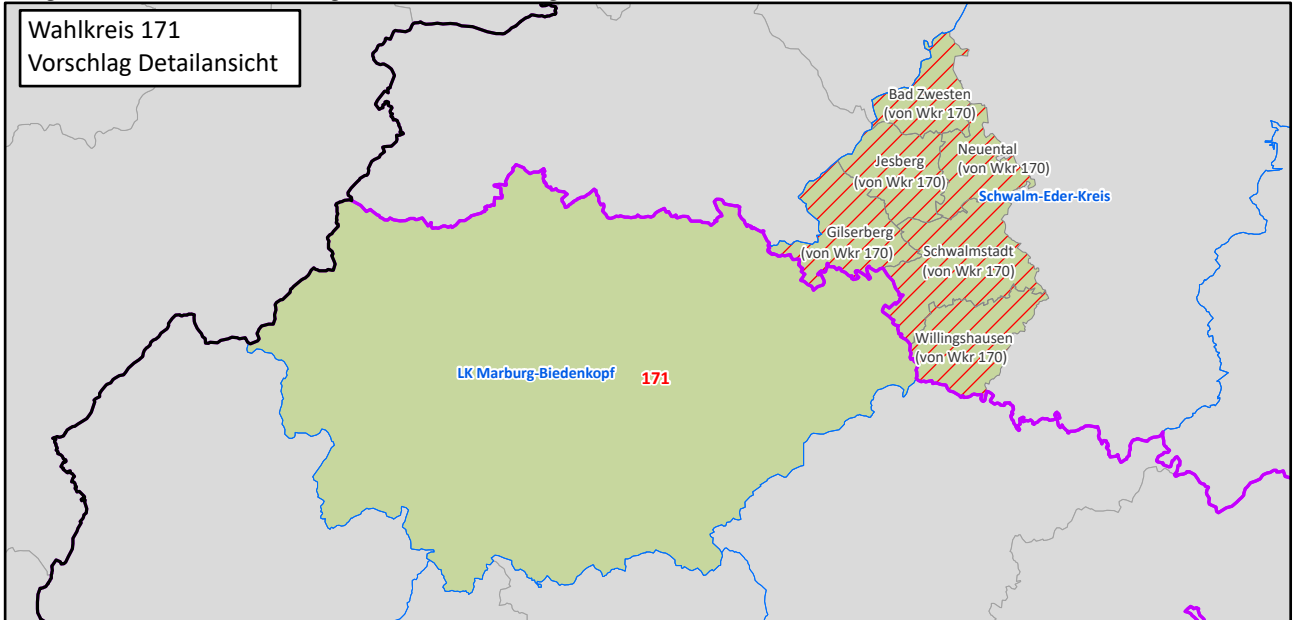 Wahlkreis 171
Vorschlag Detailansicht
Bad Zwesten
(von Wkr 170)
Neuental
(von Wkr 170)
Jesberg
(von Wkr 170)
Schwalm-Eder-Kreis
Gilserberg
(von Wkr 170)
Schwalmstadt
(von Wkr 170)
Willingshausen
(von Wkr 170)
LK Marburg-Biedenkopf
171